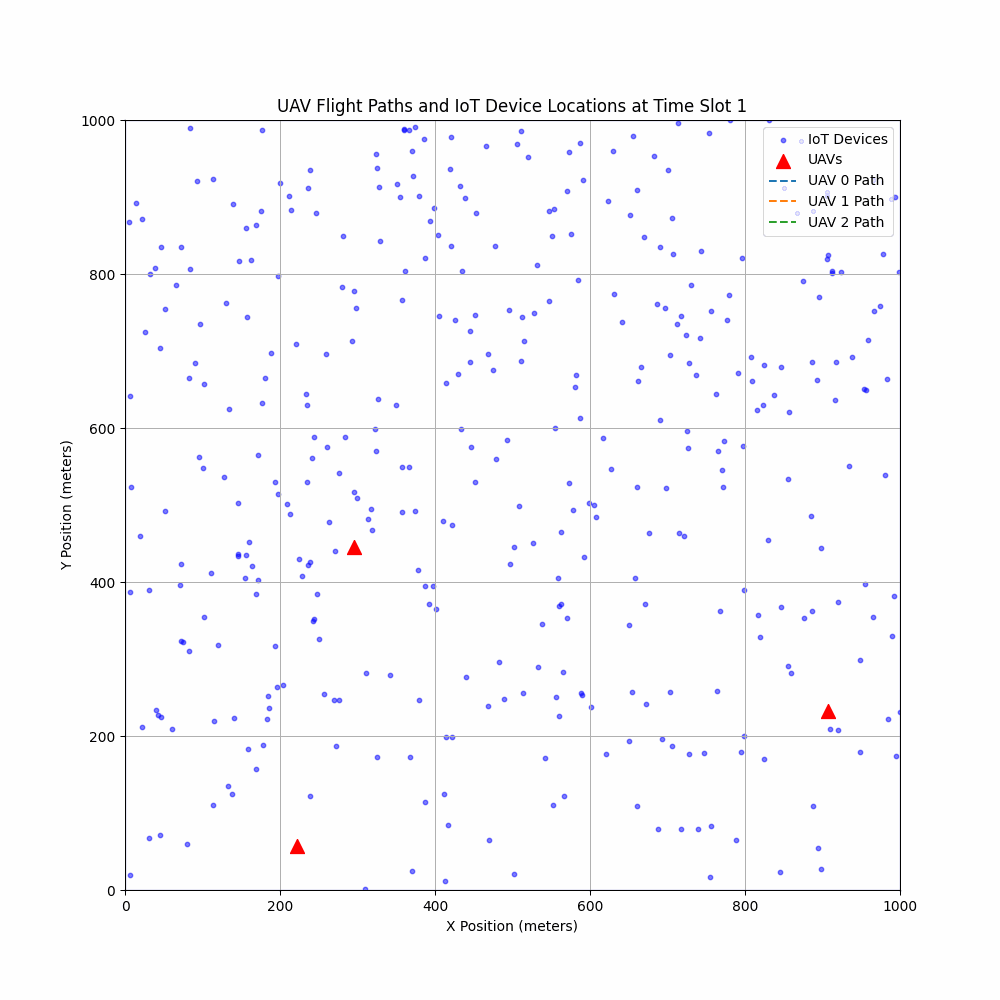 UAV Flight Paths and IoT Device Locations at Time Slot 1
1000
800
600
400
200
0
Y Position (meters)
IoT Devices
UAVs
UAV 0 Path
UAV 1 Path
UAV 2 Path
0 200 400 600 800 1000
X Position (meters)